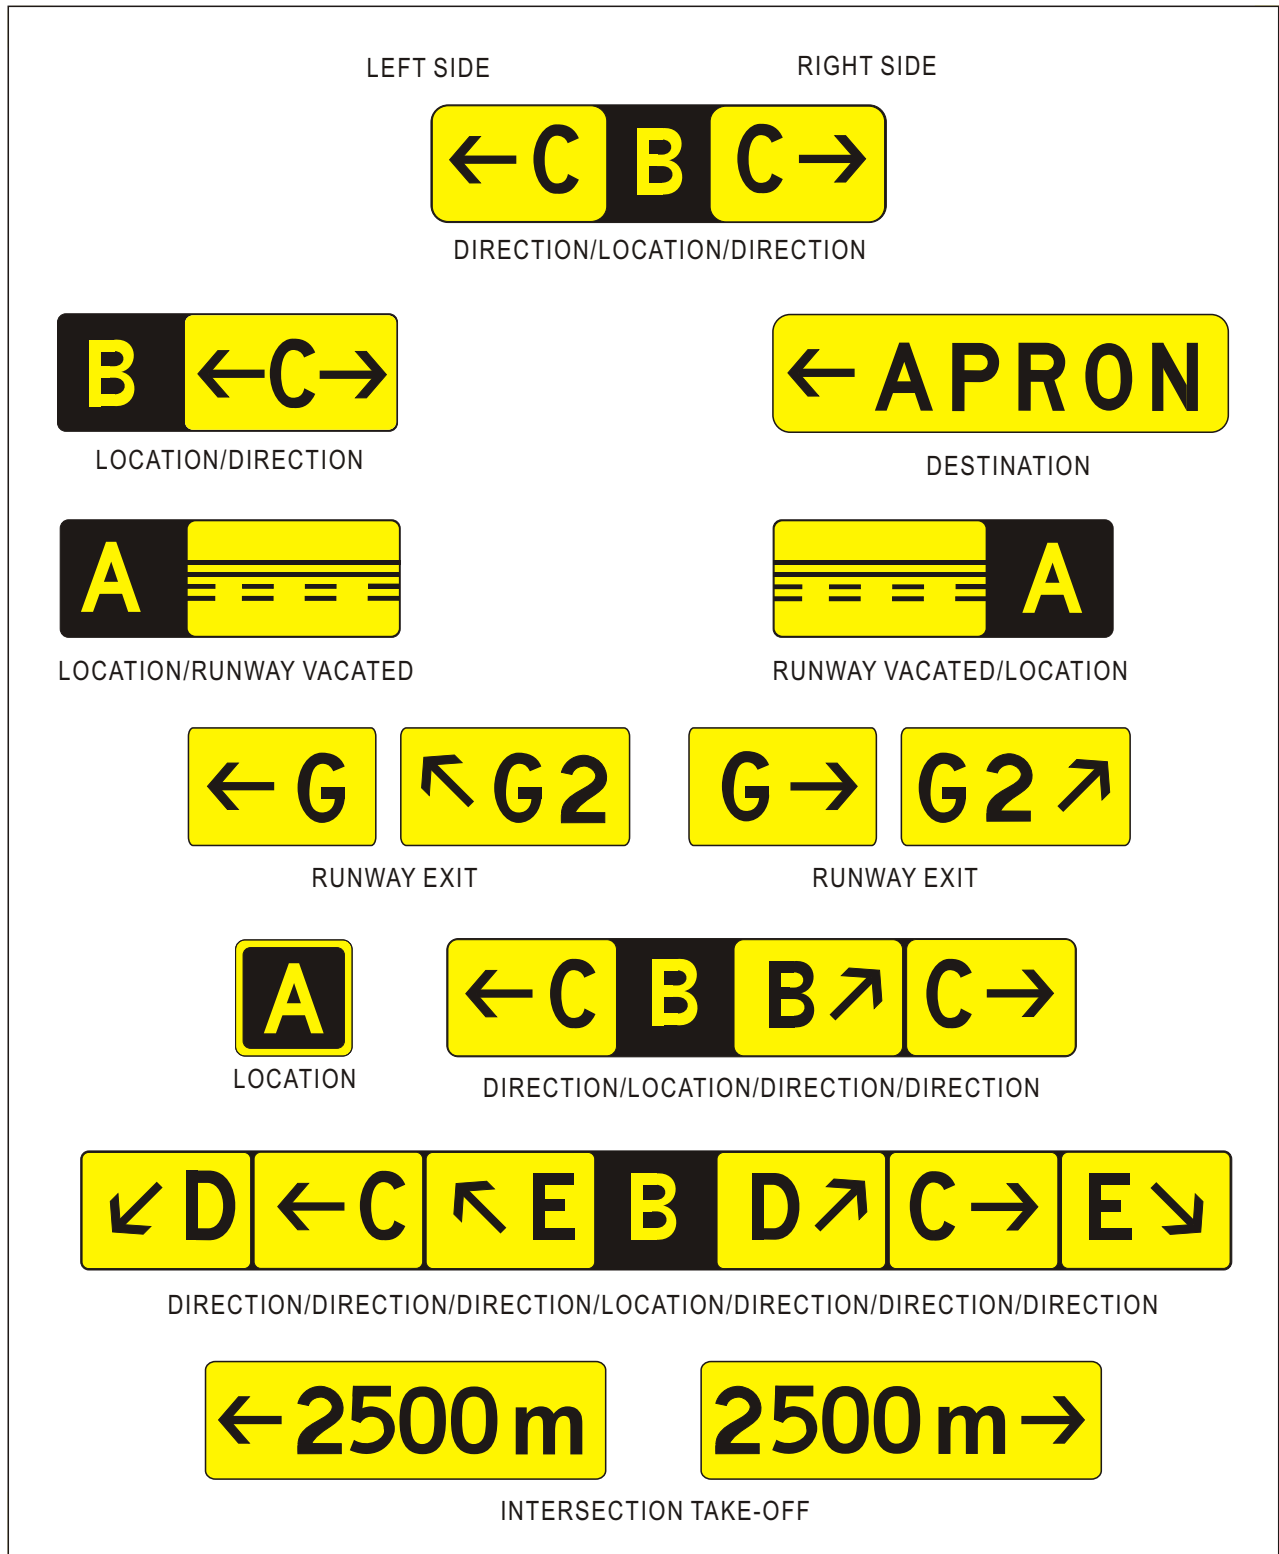 LEFT SIDE RIGHT SIDE
←C B C→
DIRECTION/LOCATION/DIRECTION
B ←C→
LOCATION/DIRECTION
← APRON
DESTINATION
A
LOCATION/RUNWAY VACATED
A
RUNWAY VACATED/LOCATION
← G ↖ G2
RUNWAY EXIT
G → G2 ↗
RUNWAY EXIT
A
LOCATION
←C B B↗ C→
DIRECTION/LOCATION/DIRECTION/DIRECTION
↙ D ←C ↖ E B D↗ C→ E↘
DIRECTION/DIRECTION/DIRECTION/LOCATION/DIRECTION/DIRECTION/DIRECTION
←2500 m 2500 m→
INTERSECTION TAKE-OFF